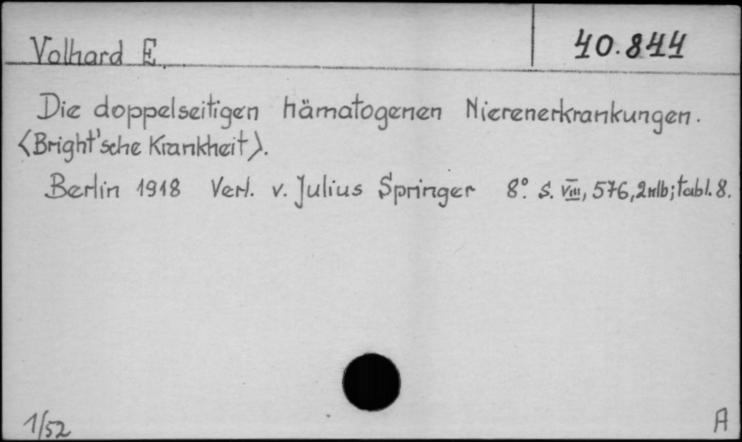 Volhard E.
40.844
Die doppelseitigen hämatogenen Nierenerkrankungen.
<Bright'sche Krankheit>.
Berlin 1918 Verl. v. Julius Springer 8° S. VIII, 576, 2nlb; tabl. 8.
1/52
A